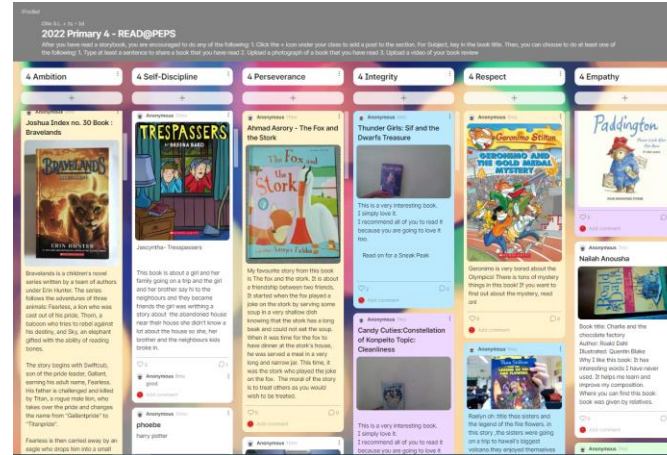 2022 Primary 4 - READ@PEPS
After you have read a storybook, you are encouraged to do any of the following: 1. Click the + icon under your class to add a post to the section. For Subject, key in the book title. Then, you can choose to do at least one of
the following: 1. Type at least a sentence to share a book that you have read 2. Upload a photograph of a book that you have read 3. Upload a video of your book review
4 Ambition
Anonymous
Joshua Index no. 30 Book :
Bravelands
BRAVELANDS
ERIN HUNTER
Bravelands is a children's novel
series written by a team of authors
under Erin Hunter. The series
follows the adventures of three
animals: Fearless, a lion who was
cast out of his pride, Thorn, a
baboon who tries to rebel against
his destiny, and Sky, an elephant
gifted with the ability of reading
bones.
The story begins with Swiftcub,
son of the pride leader, Gallant,
earning his adult name, Fearless.
His father is challenged and killed
by Titan, a rogue male lion, who
takes over the pride and changes
the name from "Gallantpride" to
"Titanpride".
Fearless is then carried away by an
eagle who drops him into a small
4 Self-Discipline
Anonymous
TRESPASSERS
BY BREENA BARD
Jascyntha- Trespassers
This book is about a girl and her
family going on a trip and the girl
and her brother say hi to the
neighbours and they became
friends the girl was writhing a
story about the abandoned house
near their house she didn't know a
lot about the house so she, her
brother and the neighbours kids
broke in.
Anonymous
good
Add comment
Anonymous
phoebe
harry potter
4 Perseverance
Anonymous
Ahmad Asrory - The Fox and
the Stork
The Fox and
the Stork
My favourite story from this book
is The Fox and the stork. It is about
a friendship between two friends.
It started when the fox played a
joke on the stork by serving some
soup in a very shallow dish
knowing that the stork has a long
beak and could not eat the soup.
When it was time for the fox to
have dinner at the stork's house,
he was served a meal in a very
long and narrow jar. This time, it
was the stork who played the joke
on the fox. The moral of the story
is to treat others as you would
wish to be treated.
Add comment
4 Integrity
Anonymous
Thunder Girls: Sif and the
Dwarfs Treasure
This is a very interesting book.
I simply love it.
I recommend all of you to read it
because you are going to love it
too.
Read on for a Sneak Peak
Add comment
Anonymous
Candy Cuties:Constellation
of Konpeito Topic:
Cleanliness
This is a very interesting book.
I simply love it.
I recommend all of you to read it
because you are going to love it
4 Respect
Anonymous
Geronimo Stilton
GERONIMO AND
THE GOLD MEDAL
MYSTERY
Geronimo is very bored about the
Olympics! There is tons of mystery
things in this book! If you want to
find out about the mystery, read
on!
Add comment
Anonymous
Raelyn oh. title thea sisters and
the legend of the fire flowers. in
this story ,the sisters were going
on a trip to hawaii's biggest
volcano.they enjoyed themselves
4 Empathy
Paddington
Add comment
Anonymous
Nailah Anousha
Book title: Charlie and the
chocolate factory
Author: Roald Dahl
Illustrated: Quentin Blake
Why I like this book: It has
interesting words I have never
used. It helps me learn and
improve my composition.
Where you can find this book:
book was given by relatives.
Add comment
Anonymous